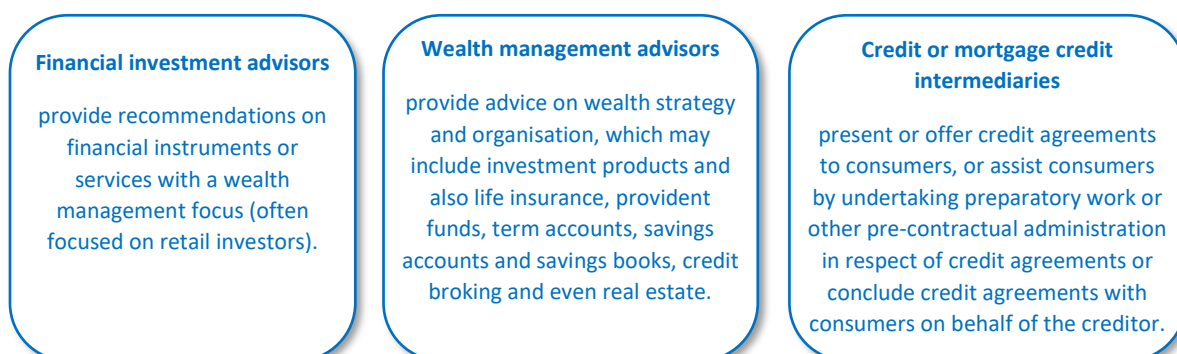 Financial investment advisors
provide recommendations on
financial instruments or
services with a wealth
management focus (often
focused on retail investors).
Wealth management advisors
provide advice on wealth strategy
and organisation, which may
include investment products and
also life insurance, provident
funds, term accounts, savings
accounts and savings books, credit
broking and even real estate.
Credit or mortgage credit
intermediaries
present or offer credit agreements
to consumers, or assist consumers
by undertaking preparatory work or
other pre-contractual administration
in respect of credit agreements or
conclude credit agreements with
consumers on behalf of the creditor.